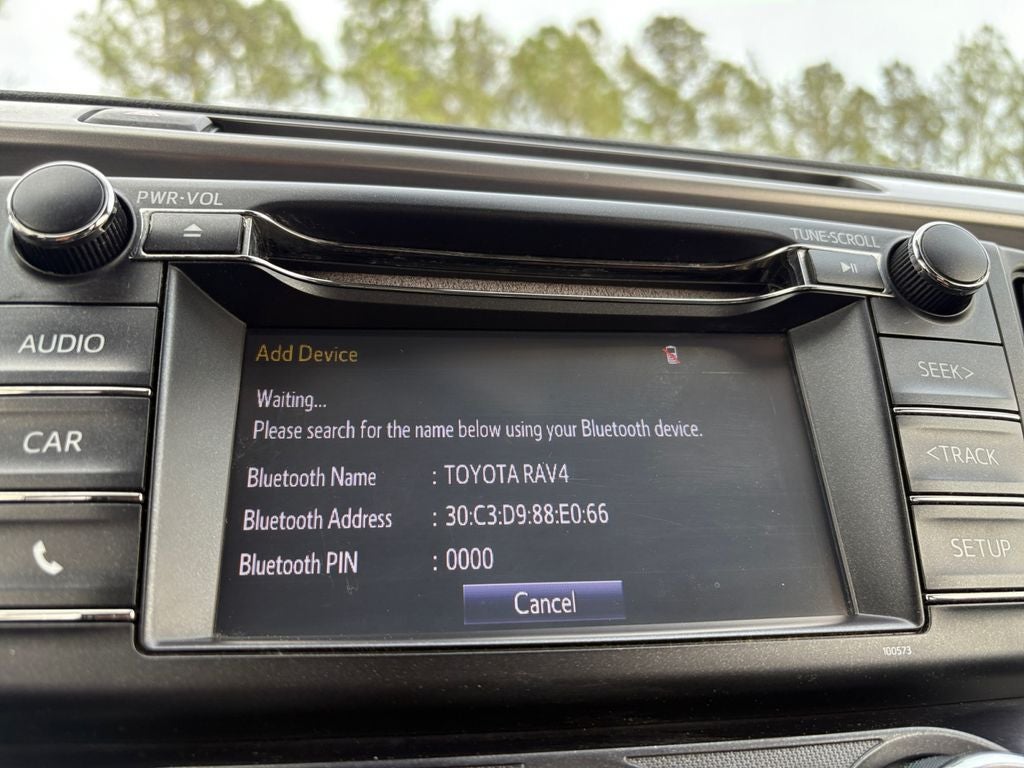 PWR·VOL
TUNE·SCROLL
AUDIO
CAR
SEEK>
<TRACK
SETUP
Add Device
Waiting...
Please search for the name below using your Bluetooth device.
Bluetooth Name : TOYOTA RAV4
Bluetooth Address : 30:C3:D9:88:E0:66
Bluetooth PIN : 0000
Cancel
100573